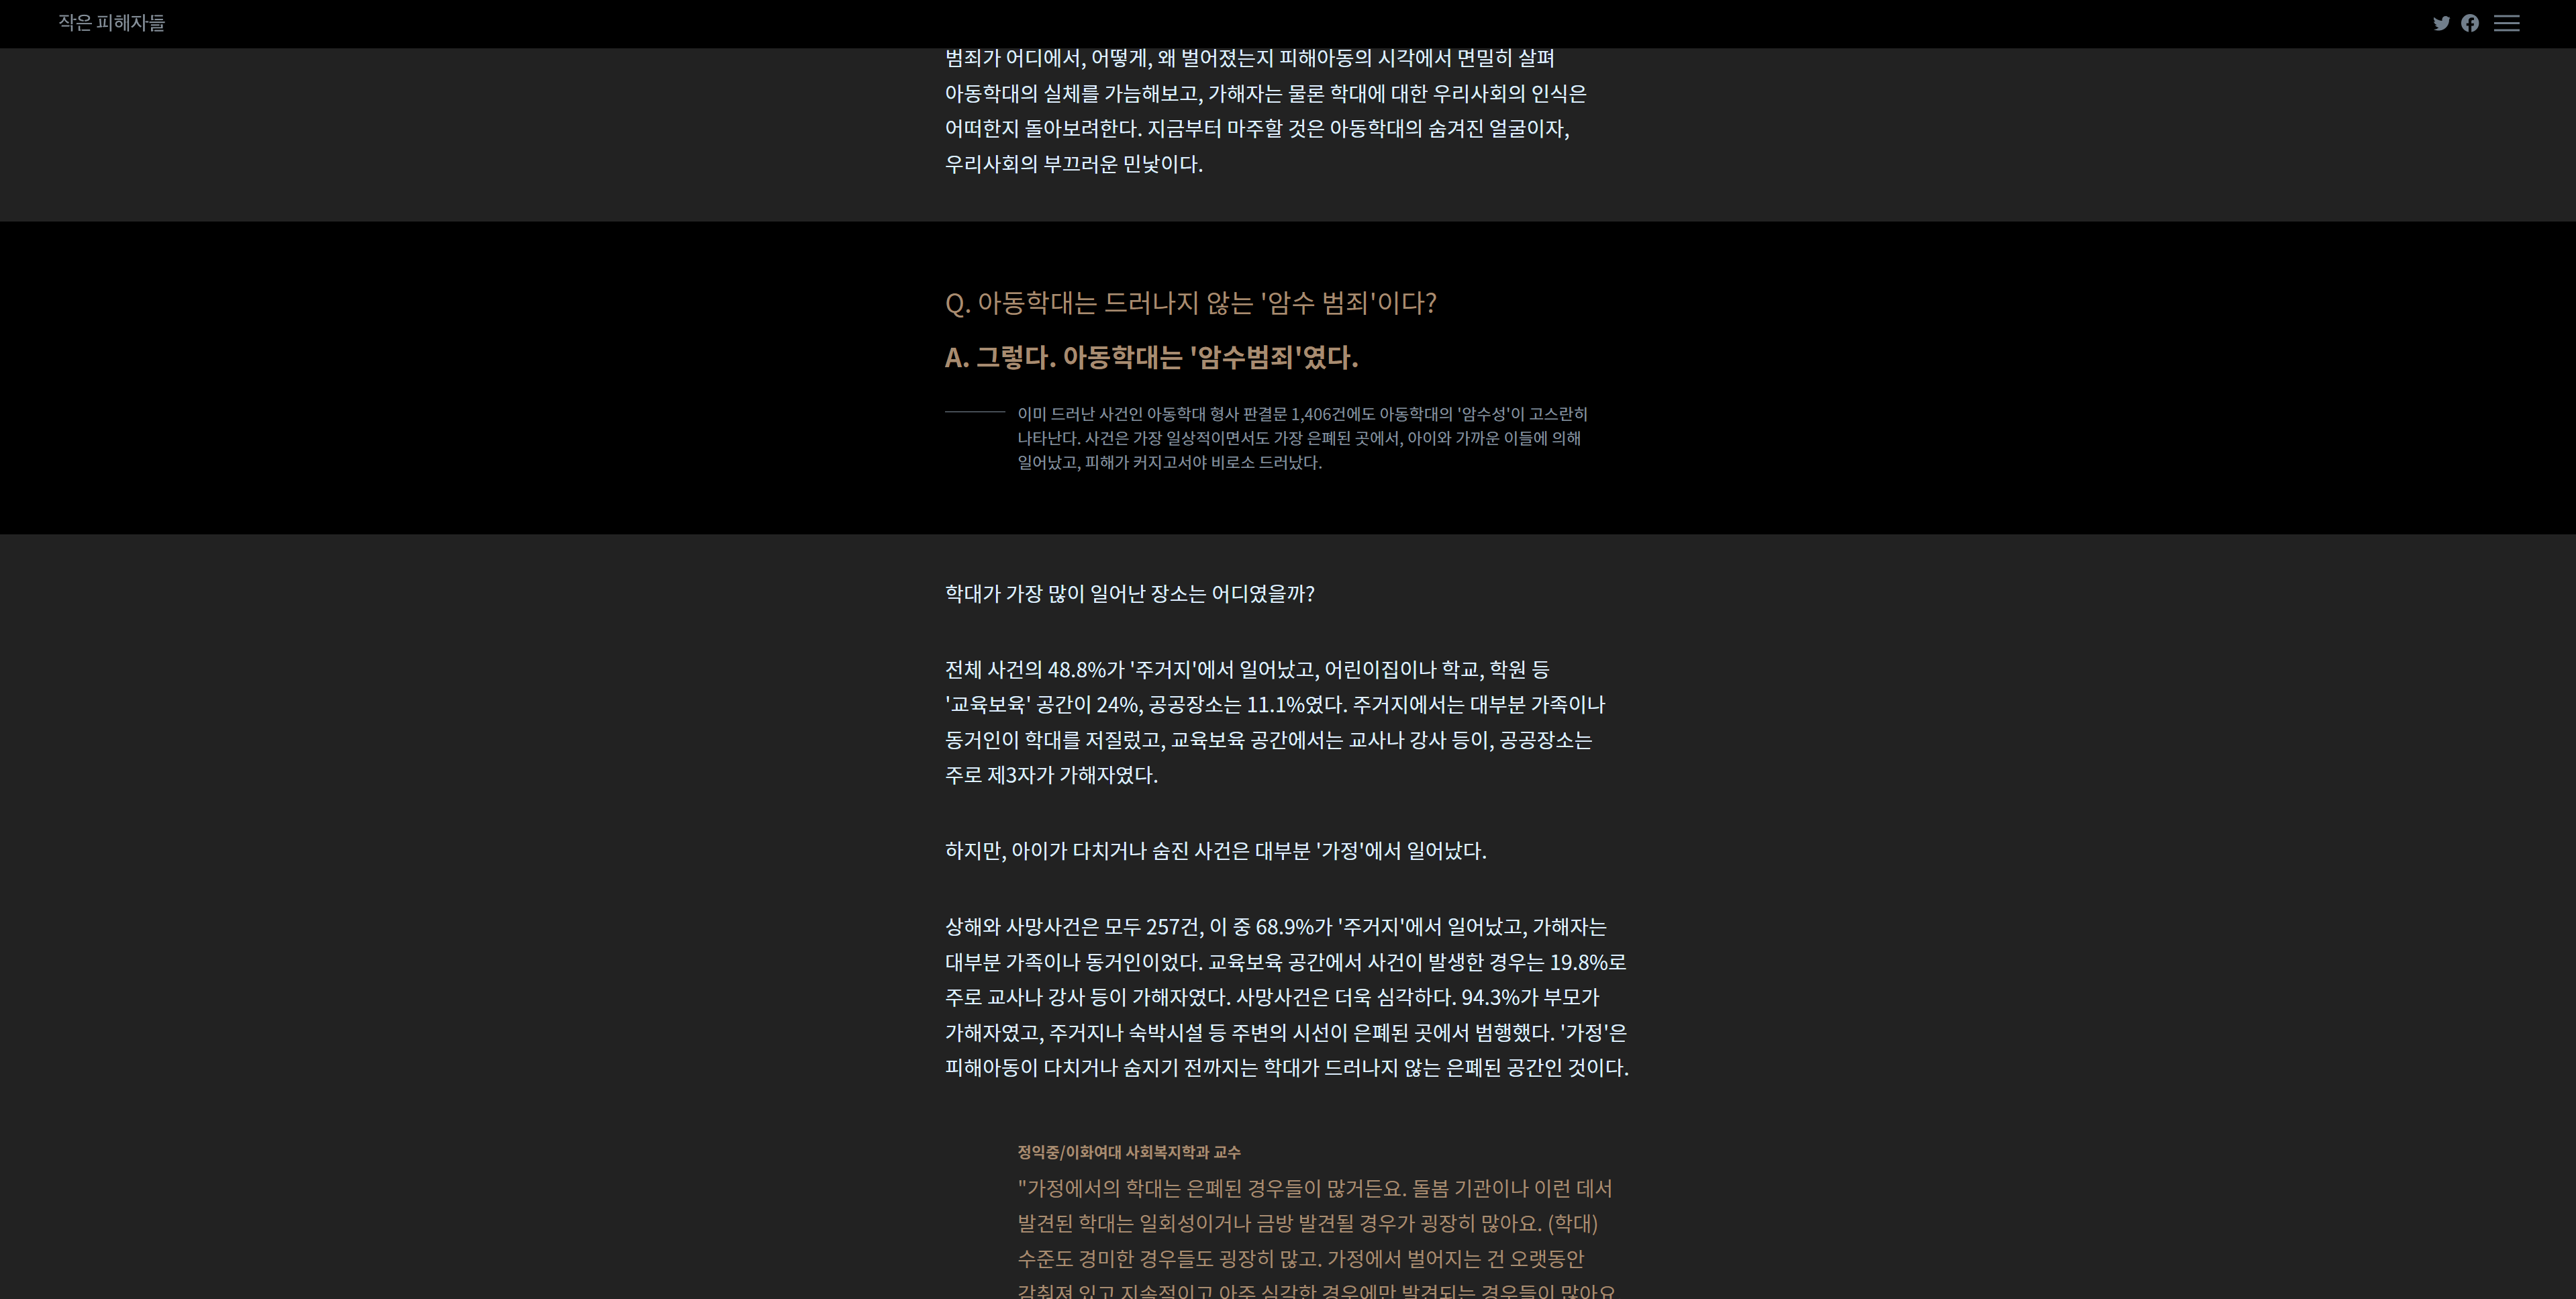 작은 피해자들
범죄가 어디에서, 어떻게, 왜 벌어졌는지 피해아동의 시각에서 면밀히 살펴
아동학대의 실체를 가늠해보고, 가해자는 물론 학대에 대한 우리사회의 인식은
어떠한지 돌아보려한다. 지금부터 마주할 것은 아동학대의 숨겨진 얼굴이자,
우리사회의 부끄러운 민낯이다.
Q. 아동학대는 드러나지 않는 '암수 범죄'이다?
A. 그렇다. 아동학대는 '암수범죄'였다.
이미 드러난 사건인 아동학대 형사 판결문 1,406건에도 아동학대의 '암수성'이 고스란히
나타난다. 사건은 가장 일상적이면서도 가장 은폐된 곳에서, 아이와 가까운 이들에 의해
일어났고, 피해가 커지고서야 비로소 드러났다.
학대가 가장 많이 일어난 장소는 어디였을까?
전체 사건의 48.8%가 '주거지'에서 일어났고, 어린이집이나 학교, 학원 등
'교육보육' 공간이 24%, 공공장소는 11.1%였다. 주거지에서는 대부분 가족이나
동거인이 학대를 저질렀고, 교육보육 공간에서는 교사나 강사 등이, 공공장소는
주로 제3자가 가해자였다.
하지만, 아이가 다치거나 숨진 사건은 대부분 '가정'에서 일어났다.
상해와 사망사건은 모두 257건, 이 중 68.9%가 '주거지'에서 일어났고, 가해자는
대부분 가족이나 동거인이었다. 교육보육 공간에서 사건이 발생한 경우는 19.8%로
주로 교사나 강사 등이 가해자였다. 사망사건은 더욱 심각하다. 94.3%가 부모가
가해자였고, 주거지나 숙박시설 등 주변의 시선이 은폐된 곳에서 범행했다. '가정'은
피해아동이 다치거나 숨지기 전까지는 학대가 드러나지 않는 은폐된 공간인 것이다.
정익중/이화여대 사회복지학과 교수
"가정에서의 학대는 은폐된 경우들이 많거든요. 돌봄 기관이나 이런 데서
발견된 학대는 일회성이거나 금방 발견될 경우가 굉장히 많아요. (학대)
수준도 경미한 경우들도 굉장히 많고. 가정에서 벌어지는 건 오랫동안
감춰져 있고 지속적이고 아주 심각한 경우에만 발견되는 경우들이 많아요